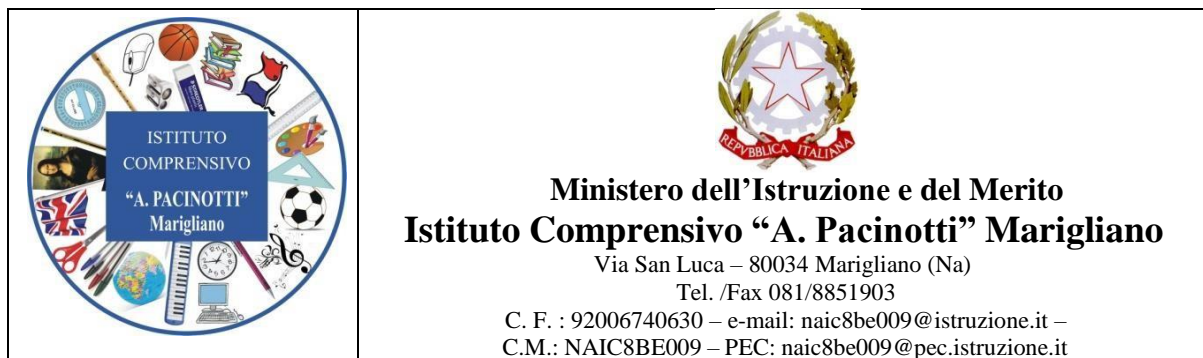 ISTITUTO
COMPRENSIVO
“A. PACINOTTI”
Marigliano
REPVBBLICA ITALIANA
Ministero dell’Istruzione e del Merito
Istituto Comprensivo “A. Pacinotti” Marigliano
Via San Luca – 80034 Marigliano (Na)
Tel. /Fax 081/8851903
C. F. : 92006740630 – e-mail: naic8be009@istruzione.it –
C.M.: NAIC8BE009 – PEC: naic8be009@pec.istruzione.it